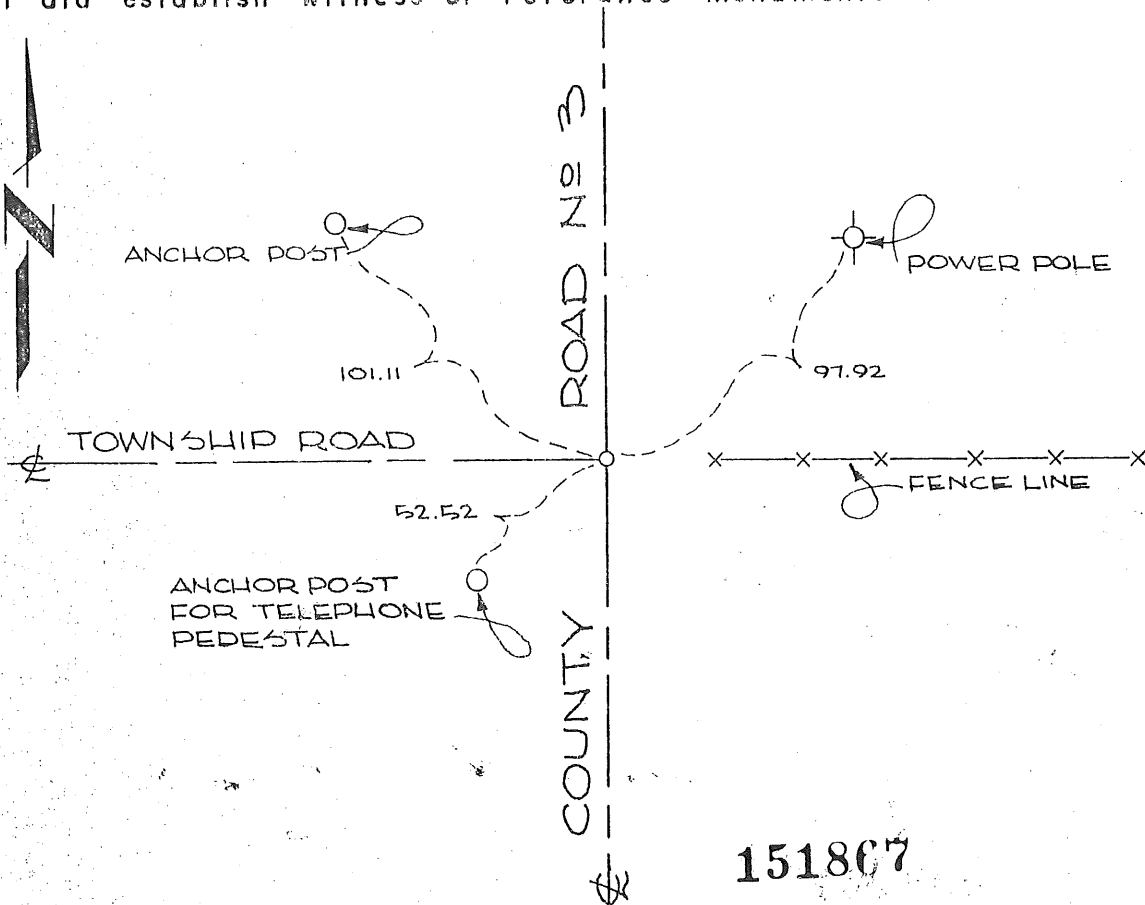 I did establish witness or reference monuments
N
ROAD Nº 3
ANCHOR POST
POWER POLE
101.11
97.92
TOWNSHIP ROAD
℄
FENCE LINE
52.52
ANCHOR POST
FOR TELEPHONE
PEDESTAL
COUNTY
℄
151867